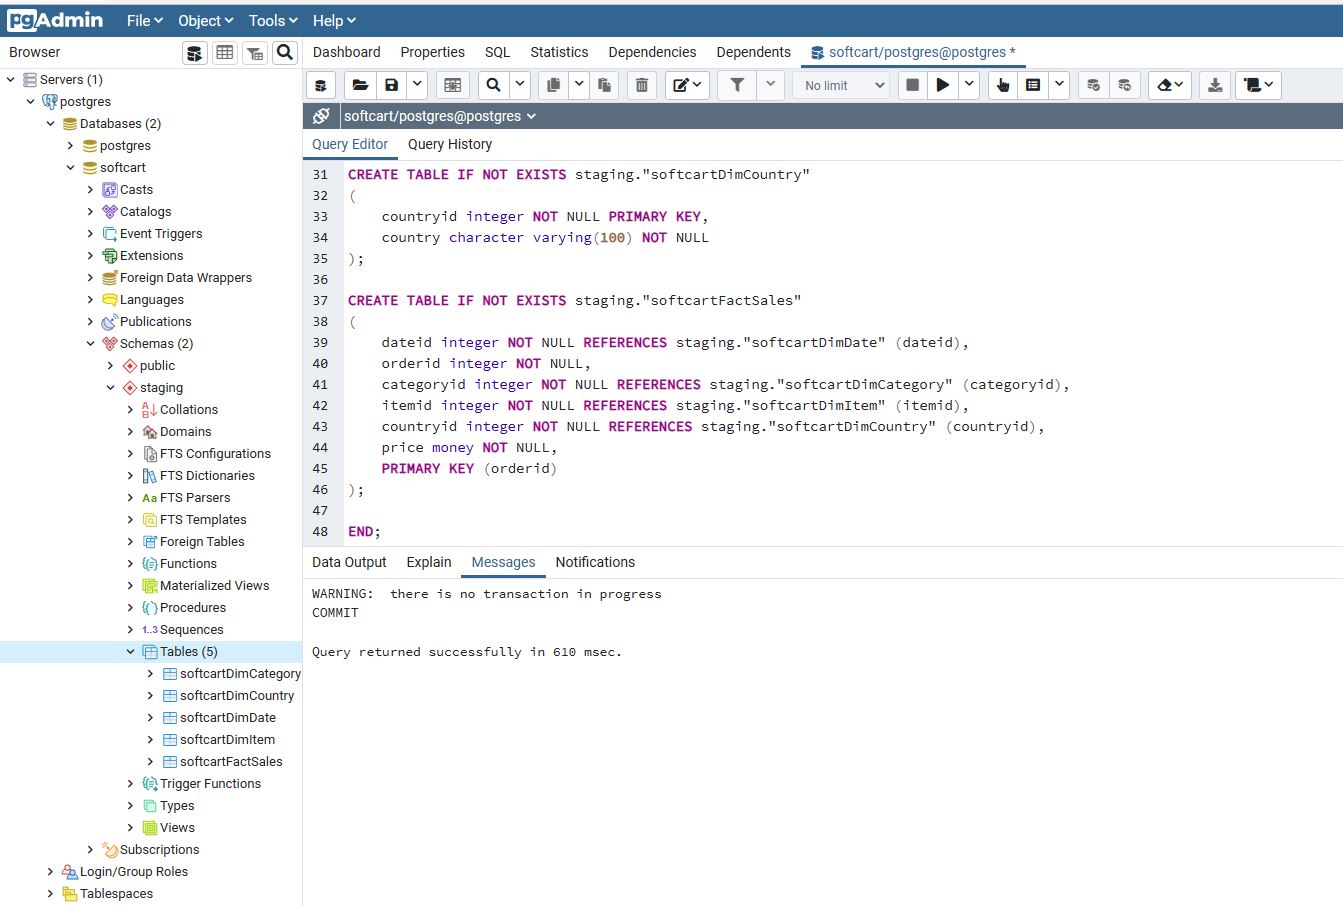 pgAdmin File Object Tools Help
Browser
Dashboard Properties SQL Statistics Dependencies Dependents softcart/postgres@postgres *
No limit
softcart/postgres@postgres
Query Editor Query History
Servers (1)
postgres
Databases (2)
postgres
softcart
Casts
Catalogs
Event Triggers
Extensions
Foreign Data Wrappers
Languages
Publications
Schemas (2)
public
staging
Collations
Domains
FTS Configurations
FTS Dictionaries
Aa FTS Parsers
FTS Templates
Foreign Tables
Functions
Materialized Views
Procedures
1..3 Sequences
Tables (5)
softcartDimCategory
softcartDimCountry
softcartDimDate
softcartDimItem
softcartFactSales
Trigger Functions
Types
Views
Subscriptions
Login/Group Roles
Tablespaces
31 CREATE TABLE IF NOT EXISTS staging."softcartDimCountry"
32 (
33 countryid integer NOT NULL PRIMARY KEY,
34 country character varying(100) NOT NULL
35 );
36
37 CREATE TABLE IF NOT EXISTS staging."softcartFactSales"
38 (
39 dateid integer NOT NULL REFERENCES staging."softcartDimDate" (dateid),
40 orderid integer NOT NULL,
41 categoryid integer NOT NULL REFERENCES staging."softcartDimCategory" (categoryid),
42 itemid integer NOT NULL REFERENCES staging."softcartDimItem" (itemid),
43 countryid integer NOT NULL REFERENCES staging."softcartDimCountry" (countryid),
44 price money NOT NULL,
45 PRIMARY KEY (orderid)
46 );
47
48 END;
Data Output Explain Messages Notifications
WARNING: there is no transaction in progress
COMMIT
Query returned successfully in 610 msec.